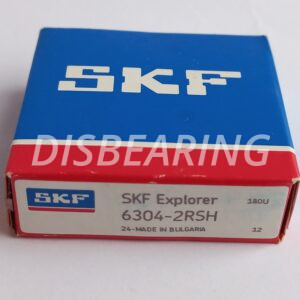 SKF
DISBEARING
SKF
SKF Explorer
180U
6304-2RSH
24-MADE IN BULGARIA
12